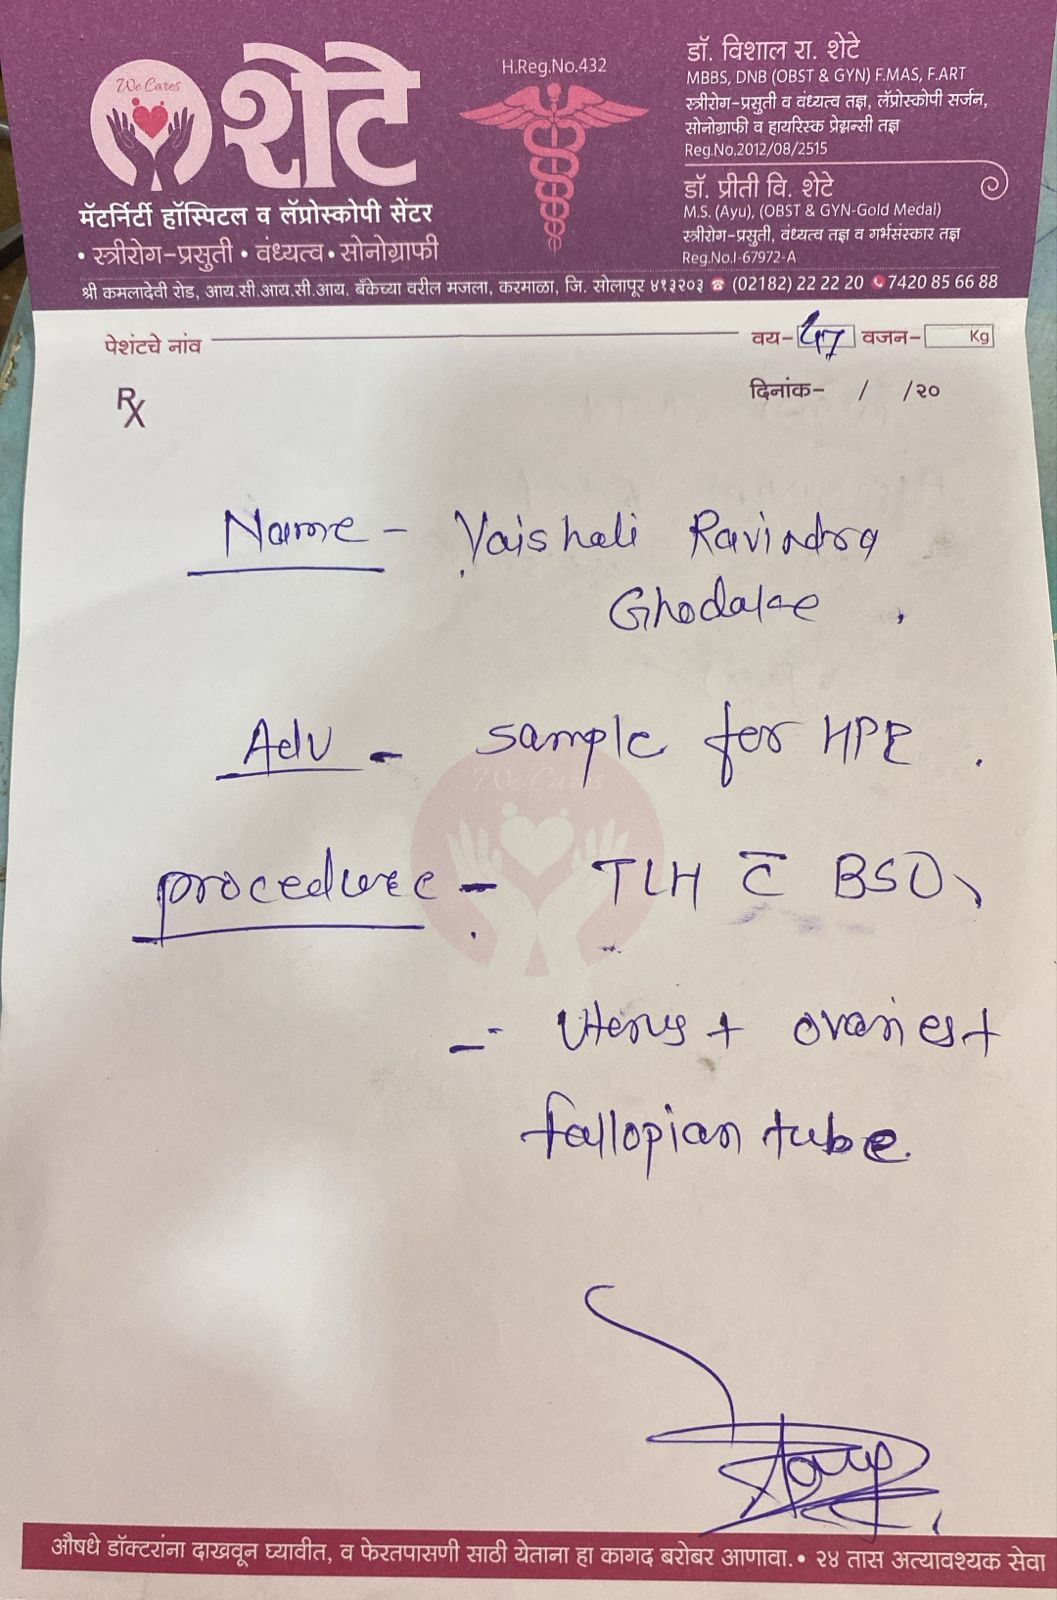 We Cares
शेटे
मॅटर्निटी हॉस्पिटल व लॅप्रोस्कोपी सेंटर
• स्त्रीरोग-प्रसुती • वंध्यत्व • सोनोग्राफी
H.Reg.No.432
डॉ. विशाल रा. शेटे
MBBS, DNB (OBST & GYN) F.MAS, F.ART
स्त्रीरोग-प्रसुती व वंध्यत्व तज्ञ, लॅप्रोस्कोपी सर्जन,
सोनोग्राफी व हायरिस्क प्रेग्नन्सी तज्ञ
Reg.No.2012/08/2515
डॉ. प्रीती वि. शेटे
M.S. (Ayu), (OBST & GYN-Gold Medal)
स्त्रीरोग-प्रसुती, वंध्यत्व तज्ञ व गर्भसंस्कार तज्ञ
Reg.No.I-67972-A
श्री कमलादेवी रोड, आय.सी.आय.सी.आय. बँकेच्या वरील मजला, करमाळा, जि. सोलापूर ४१३२०३ ☎ (02182) 22 22 20 7420 85 66 88
पेशंटचे नांव वय- 47 वजन- Kg
Rx दिनांक- / /२०
Name - Vaishali Ravindra
Ghodake.
Adv - sample for HPE.
We Cares
procedure - TLH c̄ BSO
- Uterus + ovaries +
fallopian tube.
औषधे डॉक्टरांना दाखवून घ्यावीत, व फेरतपासणी साठी येताना हा कागद बरोबर आणावा. • २४ तास अत्यावश्यक सेवा